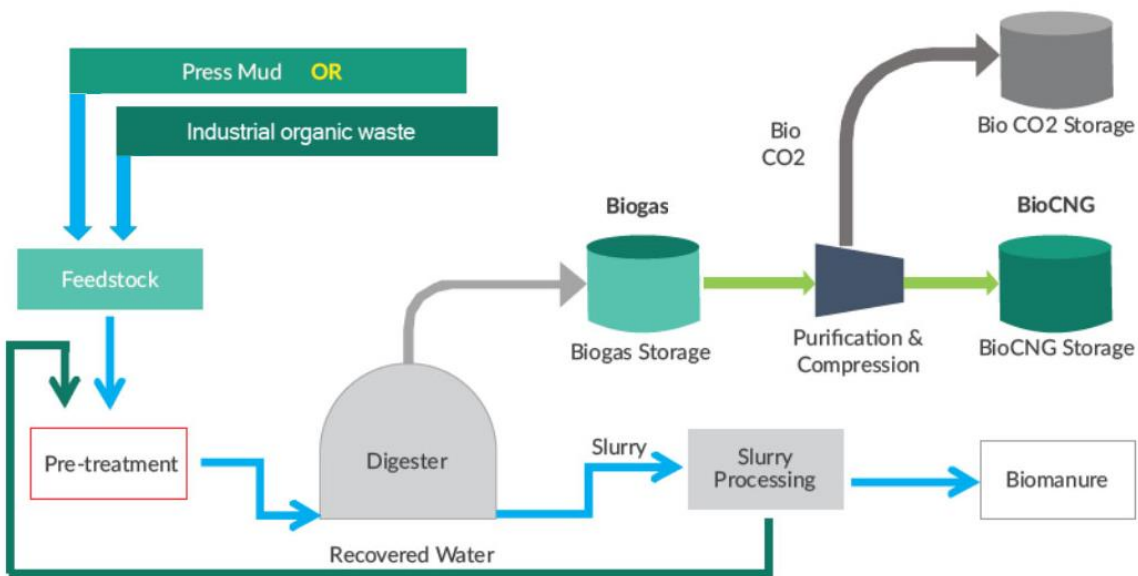 Press Mud OR
Industrial organic waste
Bio CO2 Storage
Bio
CO2
Biogas
BioCNG
Feedstock
Biogas Storage
Purification &
Compression
BioCNG Storage
Pre-treatment
Digester
Slurry
Slurry
Processing
Biomanure
Recovered Water